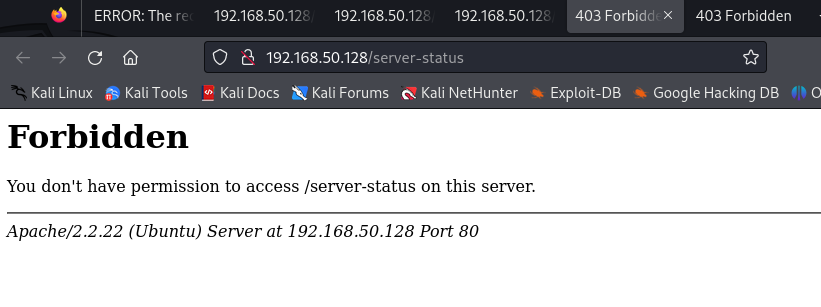 ERROR: The re
192.168.50.128/
192.168.50.128/
192.168.50.128/
403 Forbidde
403 Forbidden
192.168.50.128/server-status
Kali Linux
Kali Tools
Kali Docs
Kali Forums
Kali NetHunter
Exploit-DB
Google Hacking DB
O
Forbidden
You don't have permission to access /server-status on this server.
Apache/2.2.22 (Ubuntu) Server at 192.168.50.128 Port 80